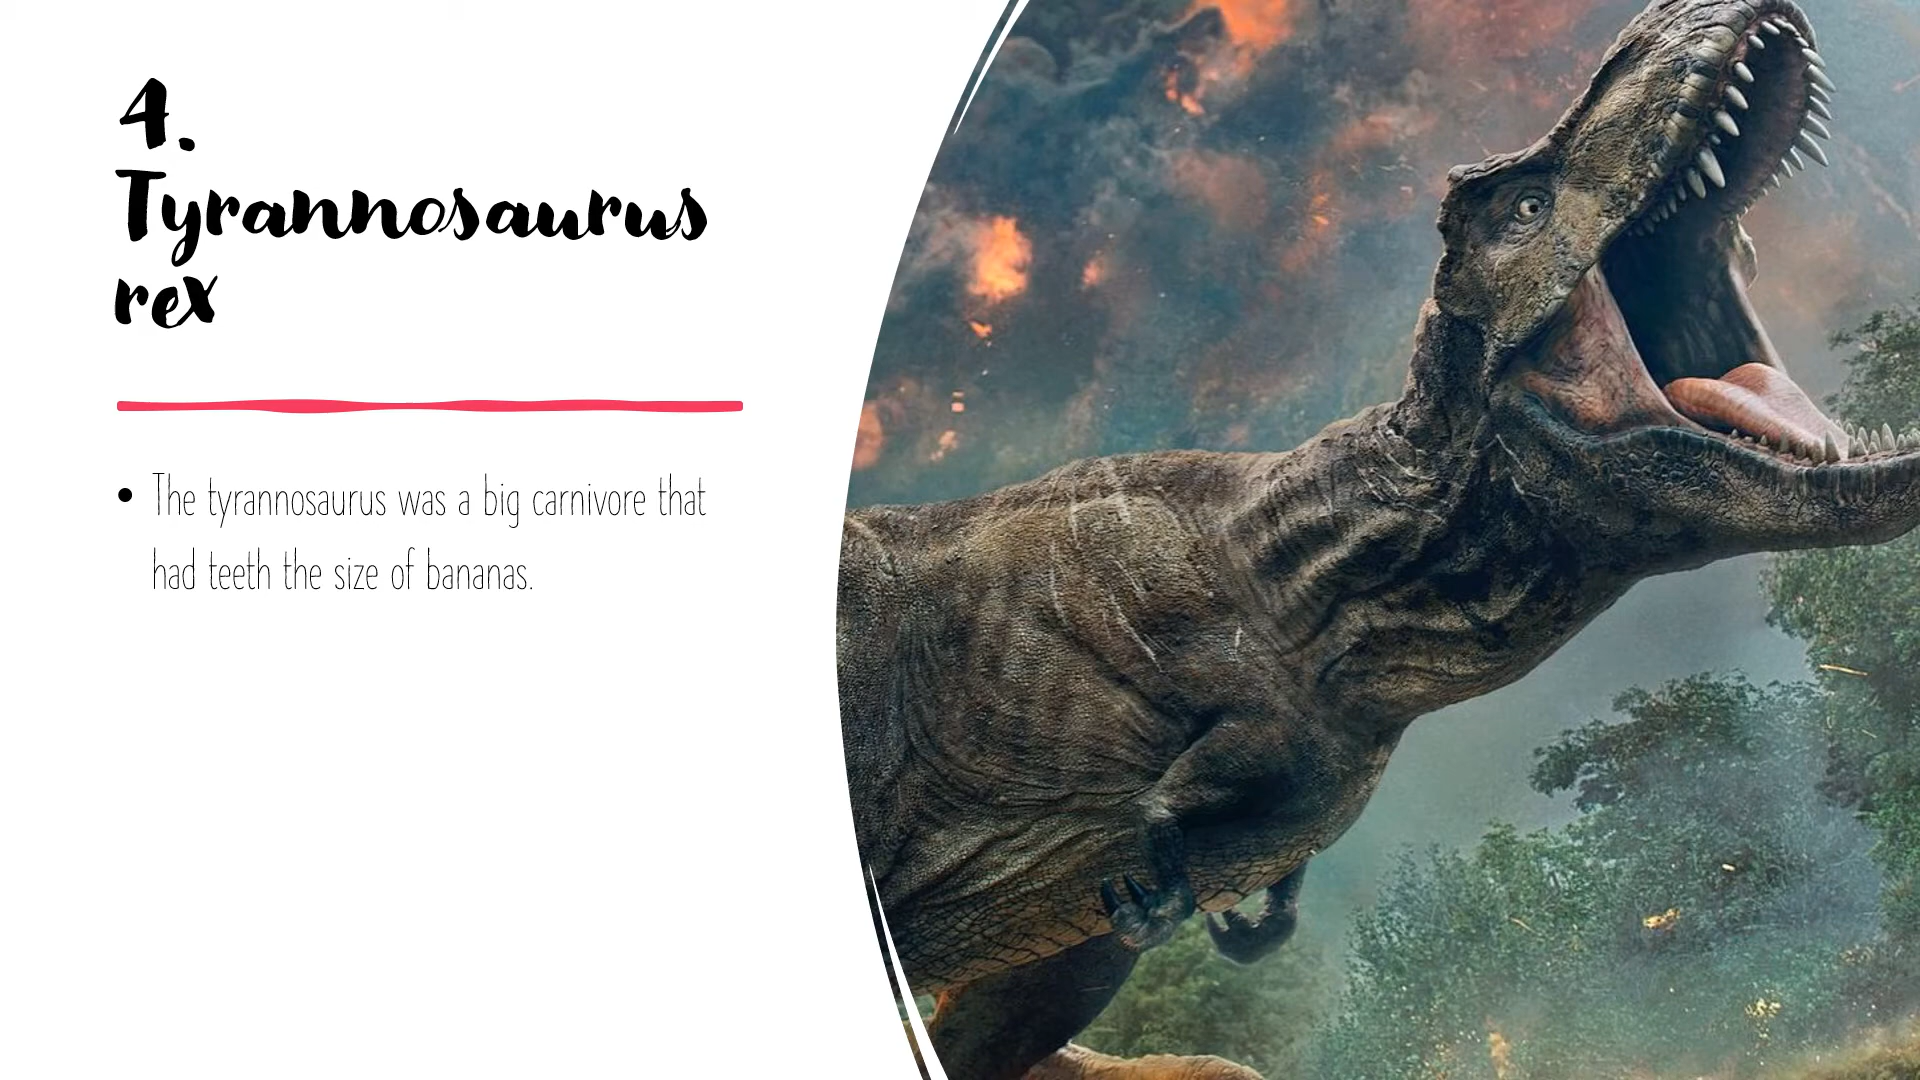 4.
Tyrannosaurus
rex
• The tyrannosaurus was a big carnivore that
had teeth the size of bananas.